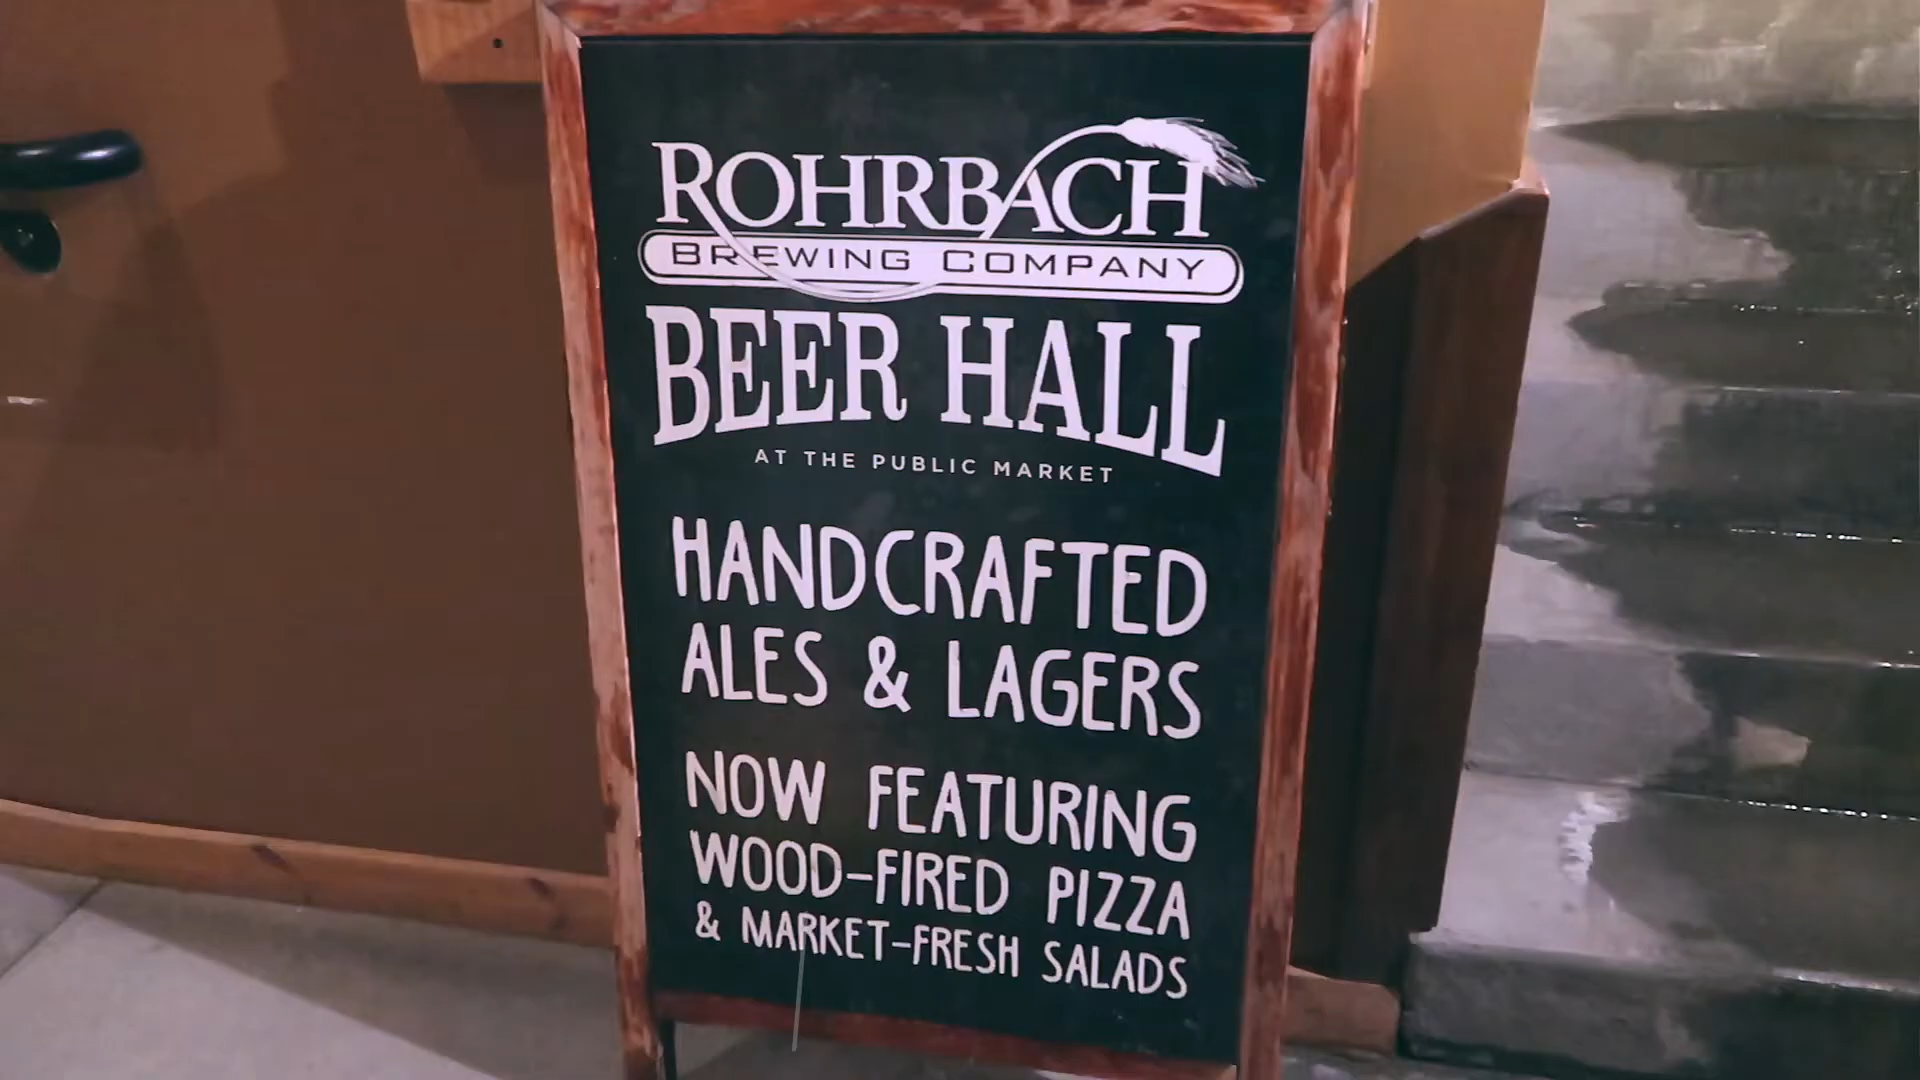 ROHRBACH
BREWING COMPANY
BEER HALL
AT THE PUBLIC MARKET
HANDCRAFTED
ALES & LAGERS
NOW FEATURING
WOOD-FIRED PIZZA
& MARKET-FRESH SALADS